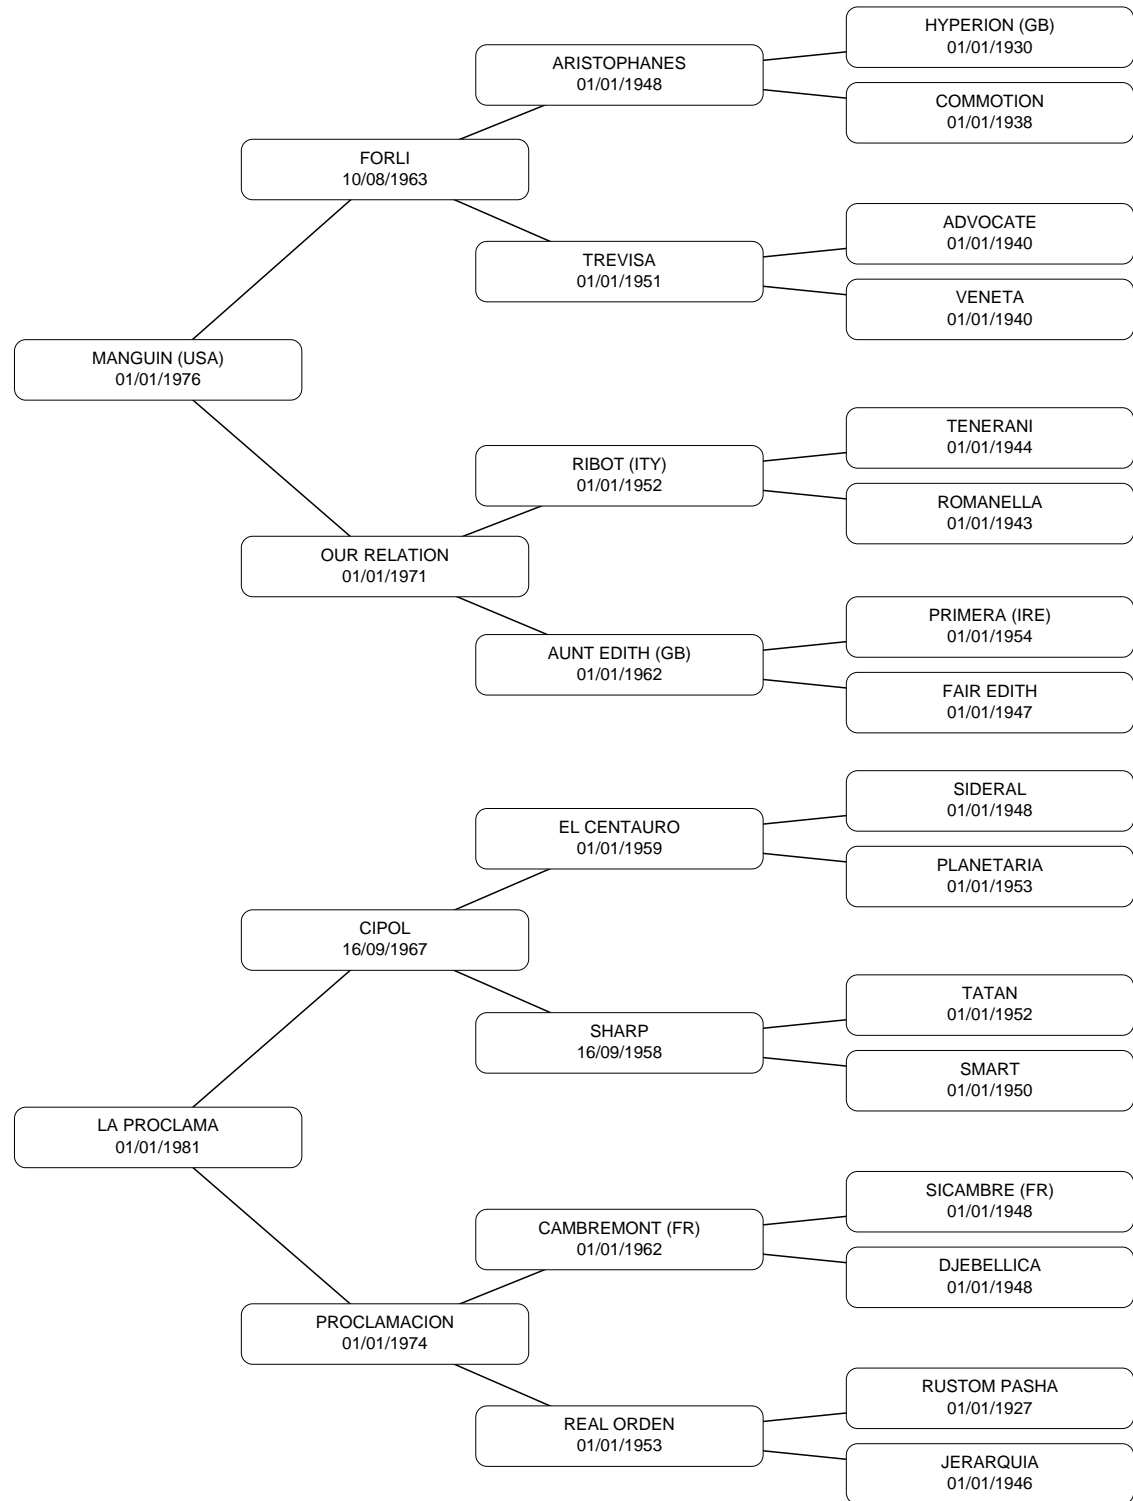 HYPERION (GB)
01/01/1930
ARISTOPHANES
01/01/1948
COMMOTION
01/01/1938
FORLI
10/08/1963
ADVOCATE
01/01/1940
TREVISA
01/01/1951
VENETA
01/01/1940
MANGUIN (USA)
01/01/1976
TENERANI
01/01/1944
RIBOT (ITY)
01/01/1952
ROMANELLA
01/01/1943
OUR RELATION
01/01/1971
PRIMERA (IRE)
01/01/1954
AUNT EDITH (GB)
01/01/1962
FAIR EDITH
01/01/1947
SIDERAL
01/01/1948
EL CENTAURO
01/01/1959
PLANETARIA
01/01/1953
CIPOL
16/09/1967
TATAN
01/01/1952
SHARP
16/09/1958
SMART
01/01/1950
LA PROCLAMA
01/01/1981
SICAMBRE (FR)
01/01/1948
CAMBREMONT (FR)
01/01/1962
DJEBELLICA
01/01/1948
PROCLAMACION
01/01/1974
RUSTOM PASHA
01/01/1927
REAL ORDEN
01/01/1953
JERARQUIA
01/01/1946